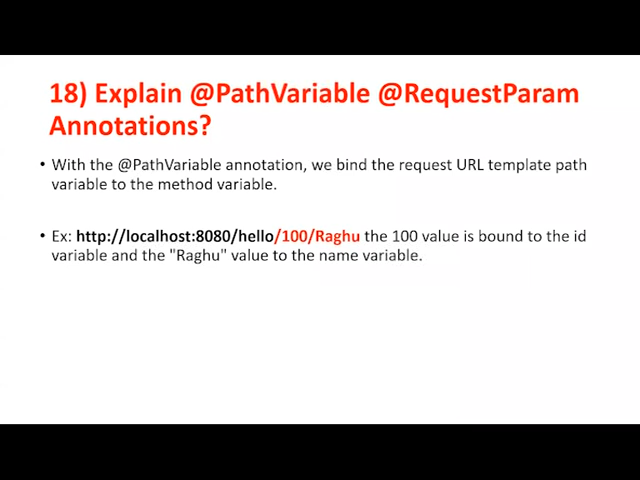 18) Explain @PathVariable @RequestParam
Annotations?
• With the @PathVariable annotation, we bind the request URL template path
variable to the method variable.
• Ex: http://localhost:8080/hello/100/Raghu the 100 value is bound to the id
variable and the "Raghu" value to the name variable.